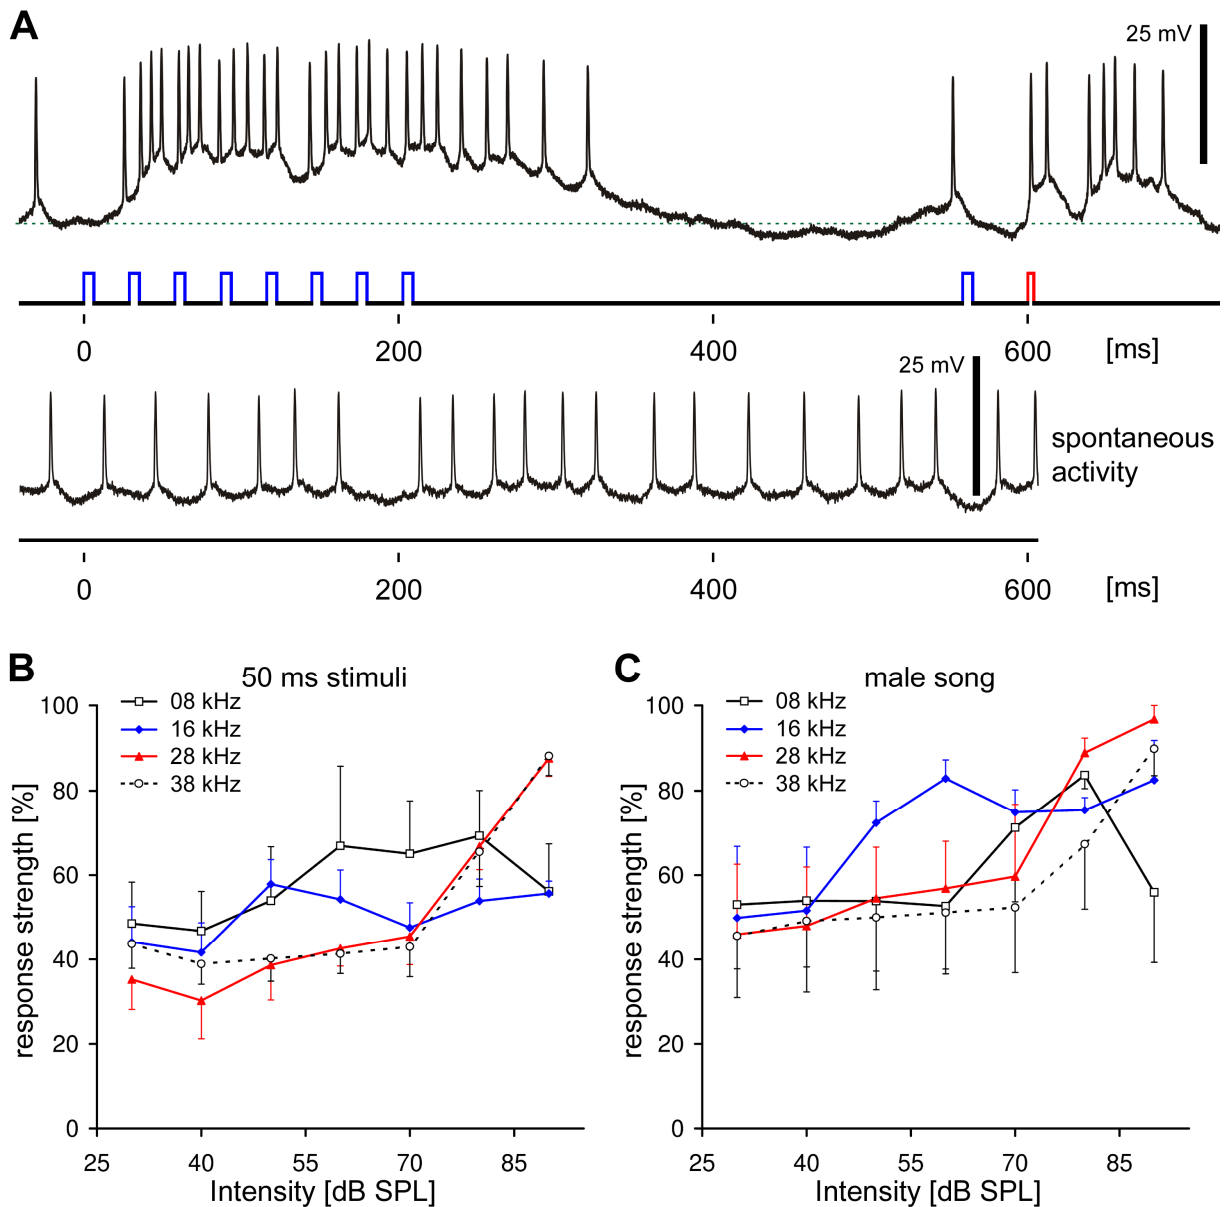 A
25 mV
0 200 400 600 [ms]
25 mV
spontaneous
activity
0 200 400 600 [ms]
B
50 ms stimuli
08 kHz
16 kHz
28 kHz
38 kHz
response strength [%]
100
80
60
40
20
0
25 40 55 70 85
Intensity [dB SPL]
C
male song
08 kHz
16 kHz
28 kHz
38 kHz
response strength [%]
100
80
60
40
20
0
25 40 55 70 85
Intensity [dB SPL]